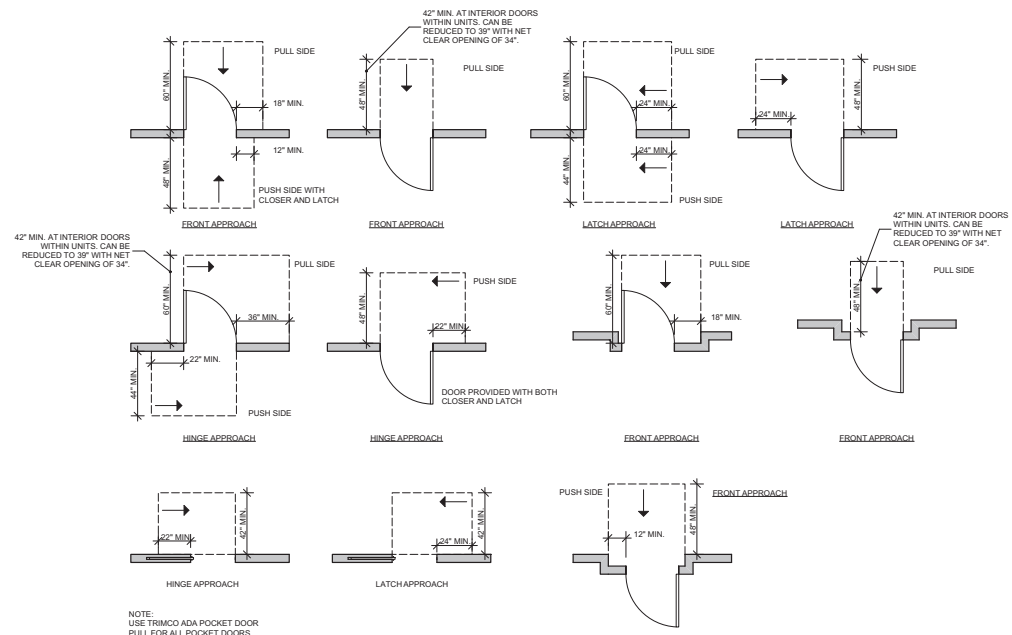 42" MIN. AT INTERIOR DOORS
WITHIN UNITS. CAN BE
REDUCED TO 39" WITH NET
CLEAR OPENING OF 34".
PULL SIDE
60" MIN.
18" MIN.
12" MIN.
48" MIN.
PUSH SIDE WITH
CLOSER AND LATCH
FRONT APPROACH
PULL SIDE
48" MIN.
FRONT APPROACH
PULL SIDE
60" MIN.
24" MIN.
24" MIN.
44" MIN.
PUSH SIDE
LATCH APPROACH
PUSH SIDE
24" MIN.
LATCH APPROACH
42" MIN. AT INTERIOR DOORS
WITHIN UNITS. CAN BE
REDUCED TO 39" WITH NET
CLEAR OPENING OF 34".
PULL SIDE
60" MIN.
36" MIN.
22" MIN.
44" MIN.
PUSH SIDE
HINGE APPROACH
PUSH SIDE
48" MIN.
22" MIN.
DOOR PROVIDED WITH BOTH
CLOSER AND LATCH
HINGE APPROACH
PULL SIDE
60" MIN.
18" MIN.
FRONT APPROACH
42" MIN. AT INTERIOR DOORS
WITHIN UNITS. CAN BE
REDUCED TO 39" WITH NET
CLEAR OPENING OF 34".
PULL SIDE
48" MIN.
FRONT APPROACH
22" MIN.
42" MIN.
HINGE APPROACH
24" MIN.
42" MIN.
LATCH APPROACH
PUSH SIDE
FRONT APPROACH
12" MIN.
48" MIN.
NOTE:
USE TRIMCO ADA POCKET DOOR
PULL FOR ALL POCKET DOORS